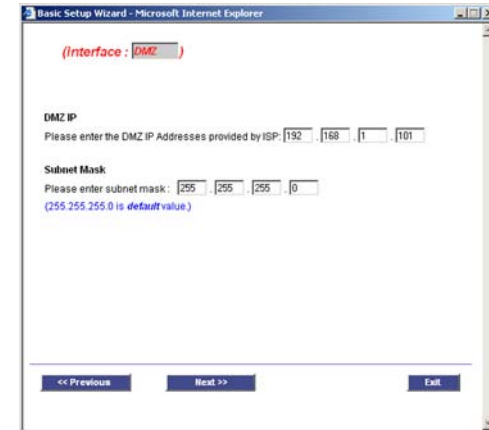 Basic Setup Wizard - Microsoft Internet Explorer
(Interface : DMZ )
DMZ IP
Please enter the DMZ IP Addresses provided by ISP: 192 . 168 . 1 . 101
Subnet Mask
Please enter subnet mask : 255 . 255 . 255 . 0
(255.255.255.0 is default value.)
<< Previous Next >> Exit